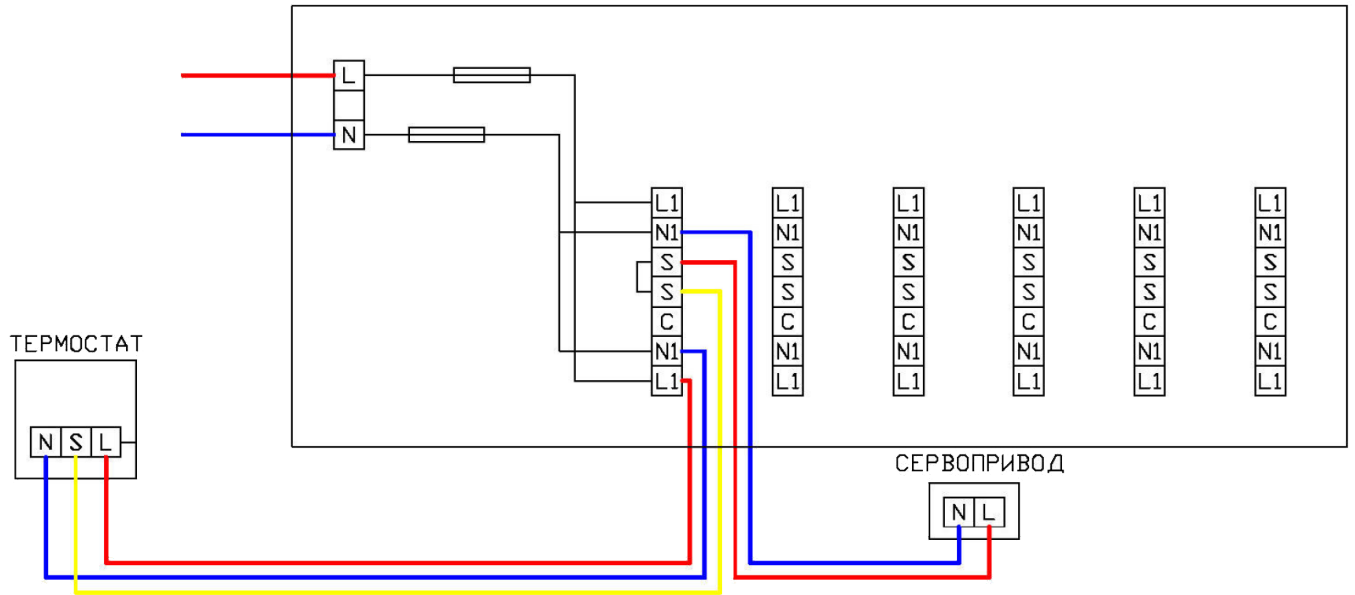 L
N
L1 L1 L1 L1 L1 L1
N1 N1 N1 N1 N1 N1
S S S S S S
S S S S S S
C C C C C C
N1 N1 N1 N1 N1 N1
L1 L1 L1 L1 L1 L1
ТЕРМОСТАТ
N S L
СЕРВОПРИВОД
N L